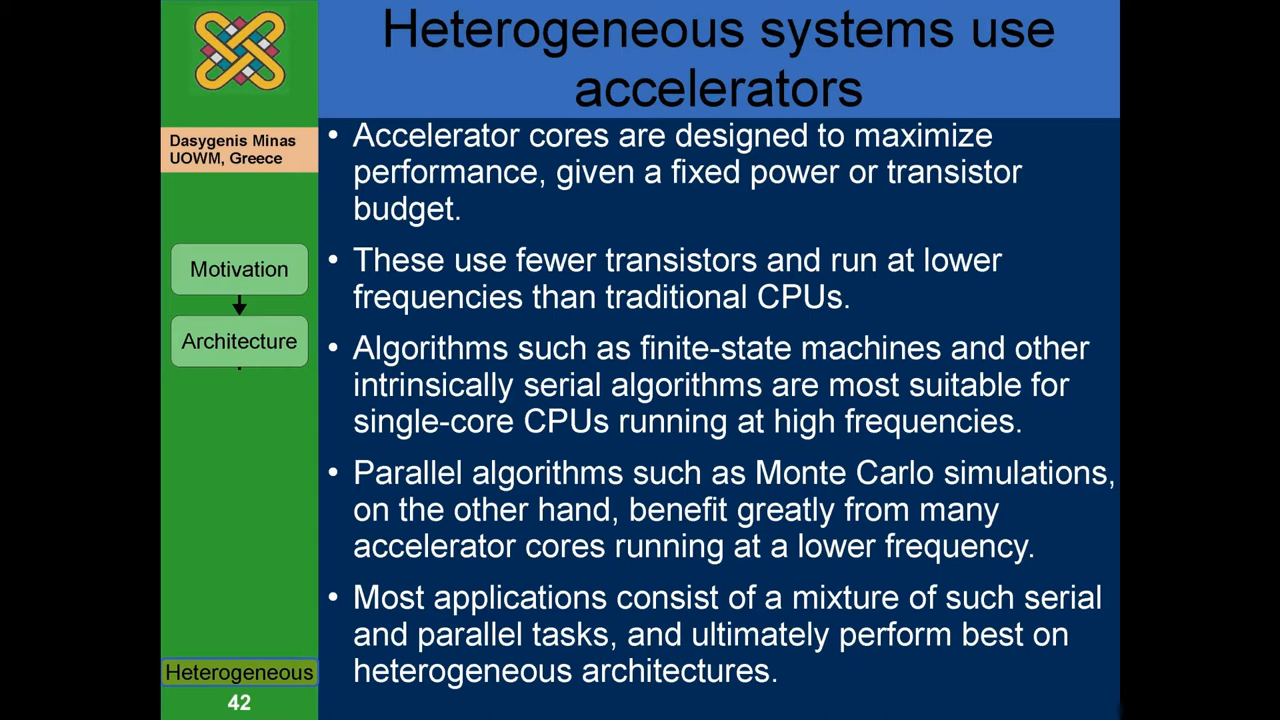 Heterogeneous systems use
accelerators
Dasygenis Minas
UOWM, Greece
Motivation
Architecture
Heterogeneous
42
• Accelerator cores are designed to maximize
performance, given a fixed power or transistor
budget.
• These use fewer transistors and run at lower
frequencies than traditional CPUs.
• Algorithms such as finite-state machines and other
intrinsically serial algorithms are most suitable for
single-core CPUs running at high frequencies.
• Parallel algorithms such as Monte Carlo simulations,
on the other hand, benefit greatly from many
accelerator cores running at a lower frequency.
• Most applications consist of a mixture of such serial
and parallel tasks, and ultimately perform best on
heterogeneous architectures.